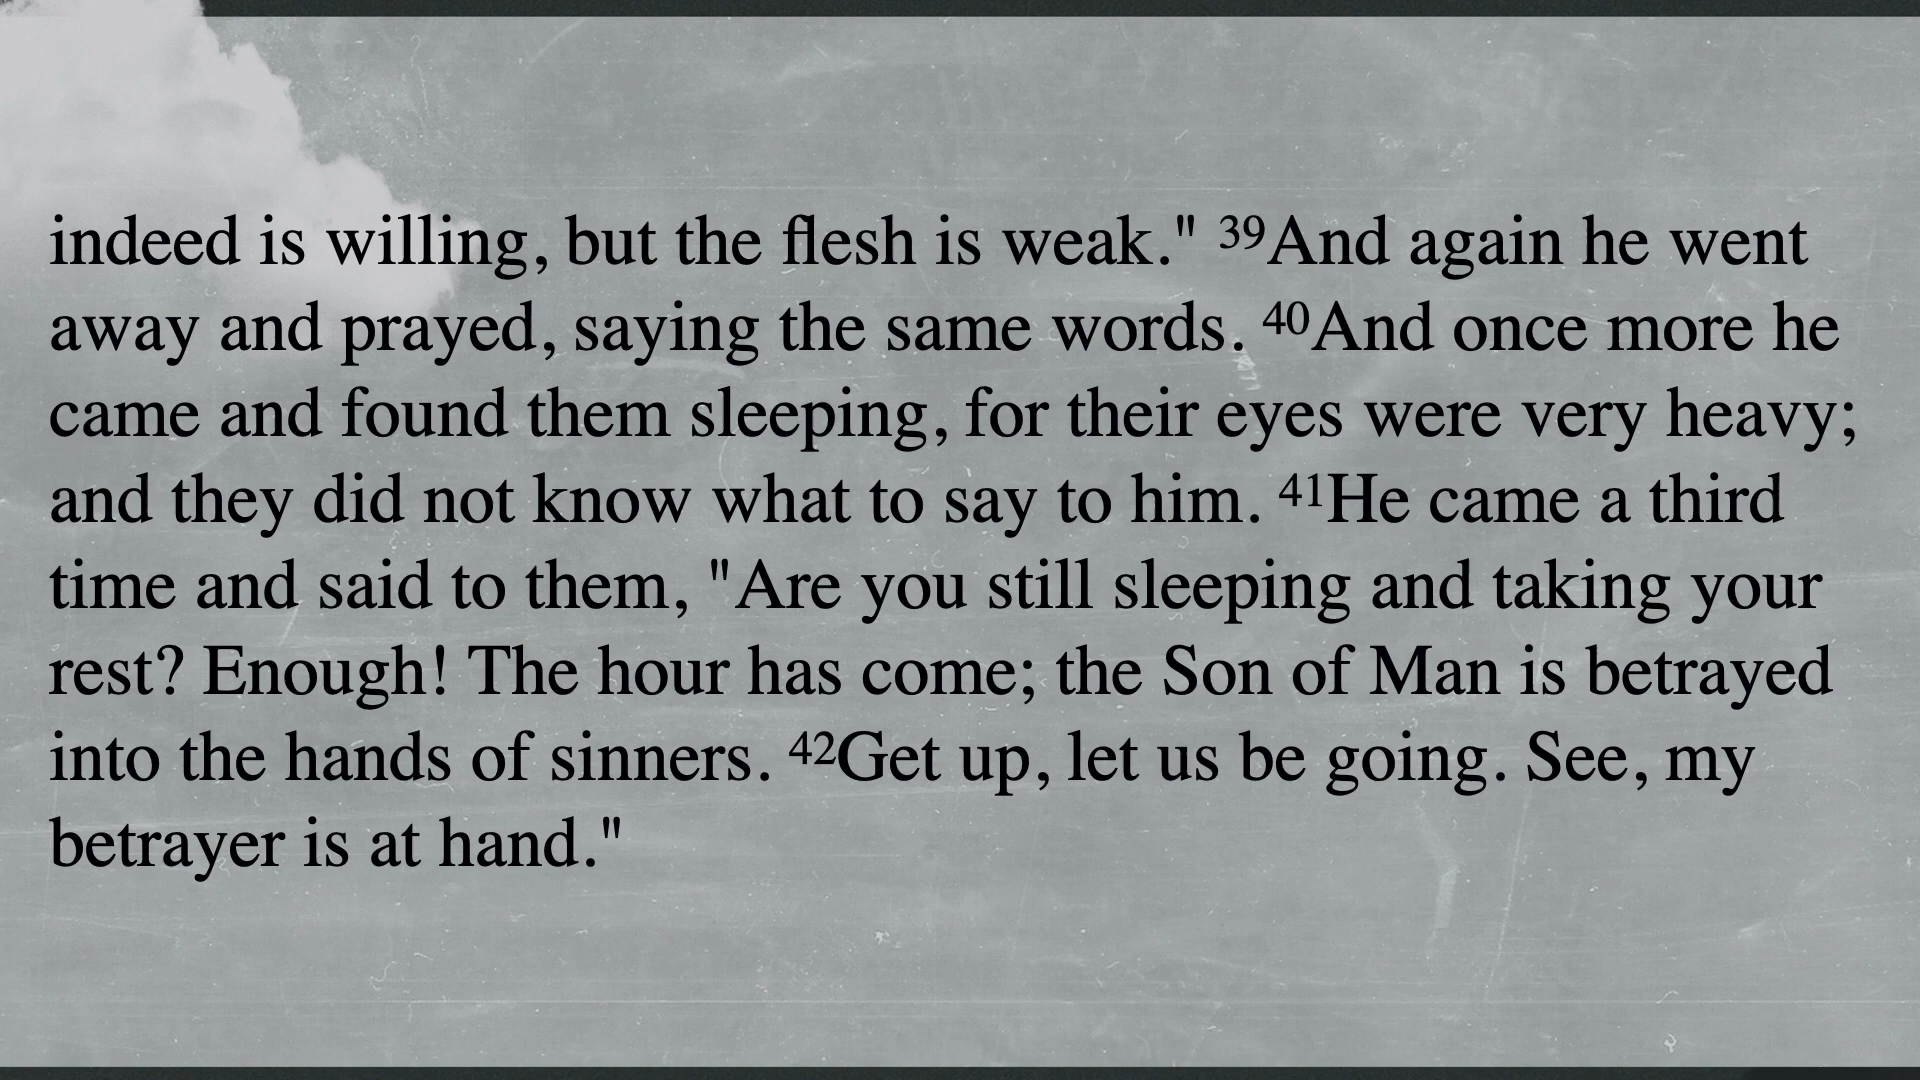 indeed is willing, but the flesh is weak." ³⁹And again he went
away and prayed, saying the same words. ⁴⁰And once more he
came and found them sleeping, for their eyes were very heavy;
and they did not know what to say to him. ⁴¹He came a third
time and said to them, "Are you still sleeping and taking your
rest? Enough! The hour has come; the Son of Man is betrayed
into the hands of sinners. ⁴²Get up, let us be going. See, my
betrayer is at hand."